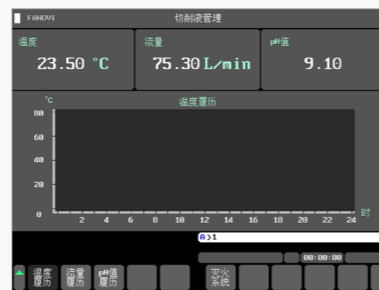 FANUCVI 切削液管理
温度 流量 pH值
23.50 °C 75.30 L/min 9.10
°C 温度履历
80
60
40
20
0
2 4 6 8 10 12 14 16 18 20 22 24 时
A>1
00:00:00
温度履历 流量履历 pH值履历 灭火系统